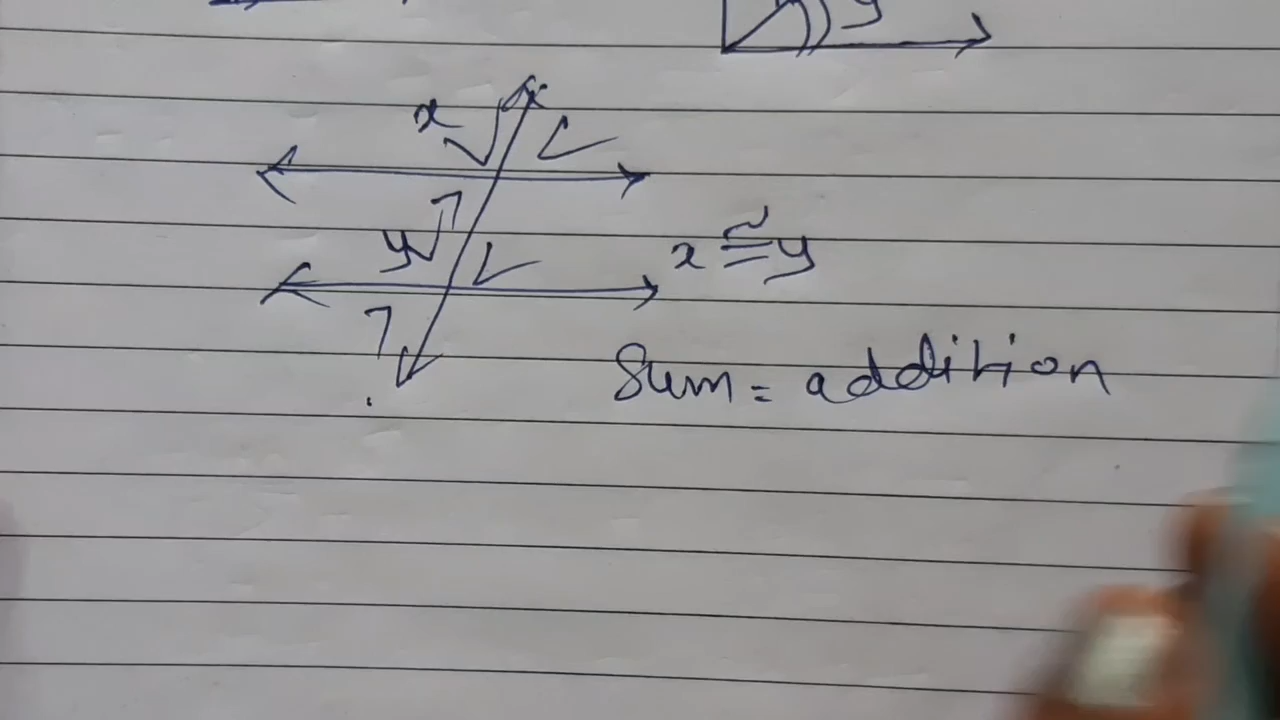 y
x
y
x ≅ y
Sum = addition